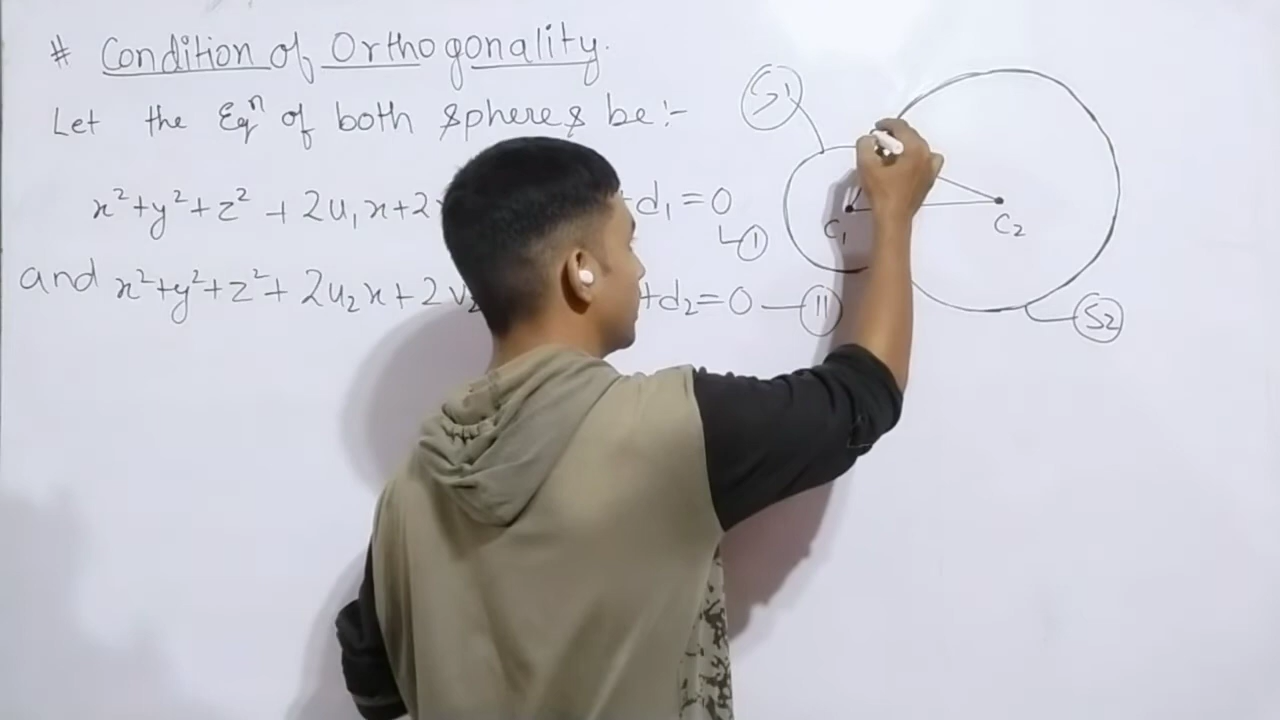 # Condition of Orthogonality.
Let the Eqⁿ of both spheres be:-
x²+y²+z² + 2u₁x+2 +d₁=0
I
and x²+y²+z²+ 2u₂x+2v₂ +d₂=0 — II
S1
C₁
C₂
S2